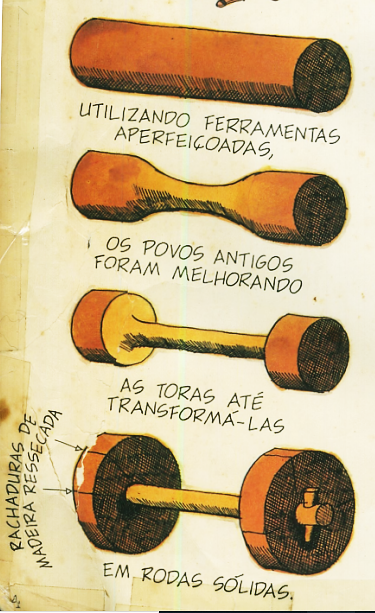 UTILIZANDO FERRAMENTAS
APERFEIÇOADAS,
OS POVOS ANTIGOS
FORAM MELHORANDO
AS TORAS ATÉ
TRANSFORMÁ-LAS
RACHADURAS DE
MADEIRA RESSECADA
EM RODAS SÓLIDAS.